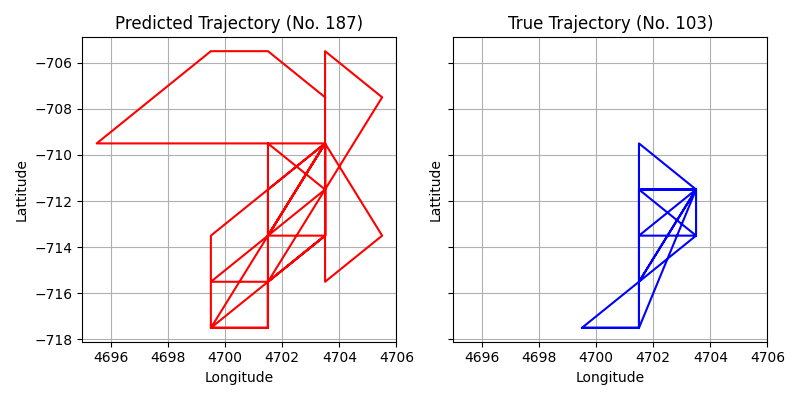 Predicted Trajectory (No. 187)
True Trajectory (No. 103)
Lattitude
−706
−708
−710
−712
−714
−716
−718
4696 4698 4700 4702 4704 4706
Longitude
Lattitude
4696 4698 4700 4702 4704 4706
Longitude